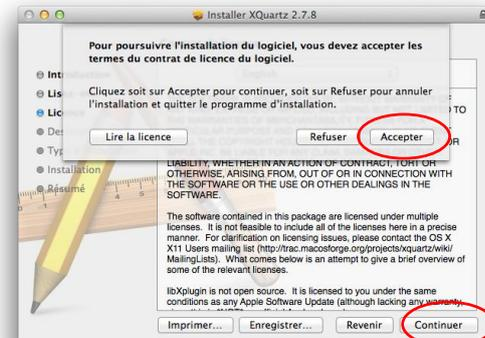 Installer XQuartz 2.7.8
Pour poursuivre l'installation du logiciel, vous devez accepter les
termes du contrat de licence du logiciel.
Cliquez soit sur Accepter pour continuer, soit sur Refuser pour annuler
l'installation et quitter le programme d'installation.
Lire la licence
Refuser
Accepter
Introduction
English
Licence
Installation
Résumé
LIABILITY, WHETHER IN AN ACTION OF CONTRACT, TORT OR
OTHERWISE, ARISING FROM, OUT OF OR IN CONNECTION WITH
THE SOFTWARE OR THE USE OR OTHER DEALINGS IN THE
SOFTWARE.
The software contained in this package are licensed under multiple
licenses. It is not feasible to include all of the licenses here in a precise
manner. For clarification on licensing issues, please contact the OS X
X11 Users mailing list (http://trac.macosforge.org/projects/xquartz/wiki/
MailingLists). What comes below is an attempt to give a brief overview of
some of the relevant licenses.
libXplugin is not open source. It is licensed to you under the same
conditions as any Apple Software Update (although lacking any warranty,
Imprimer...
Enregistrer...
Revenir
Continuer